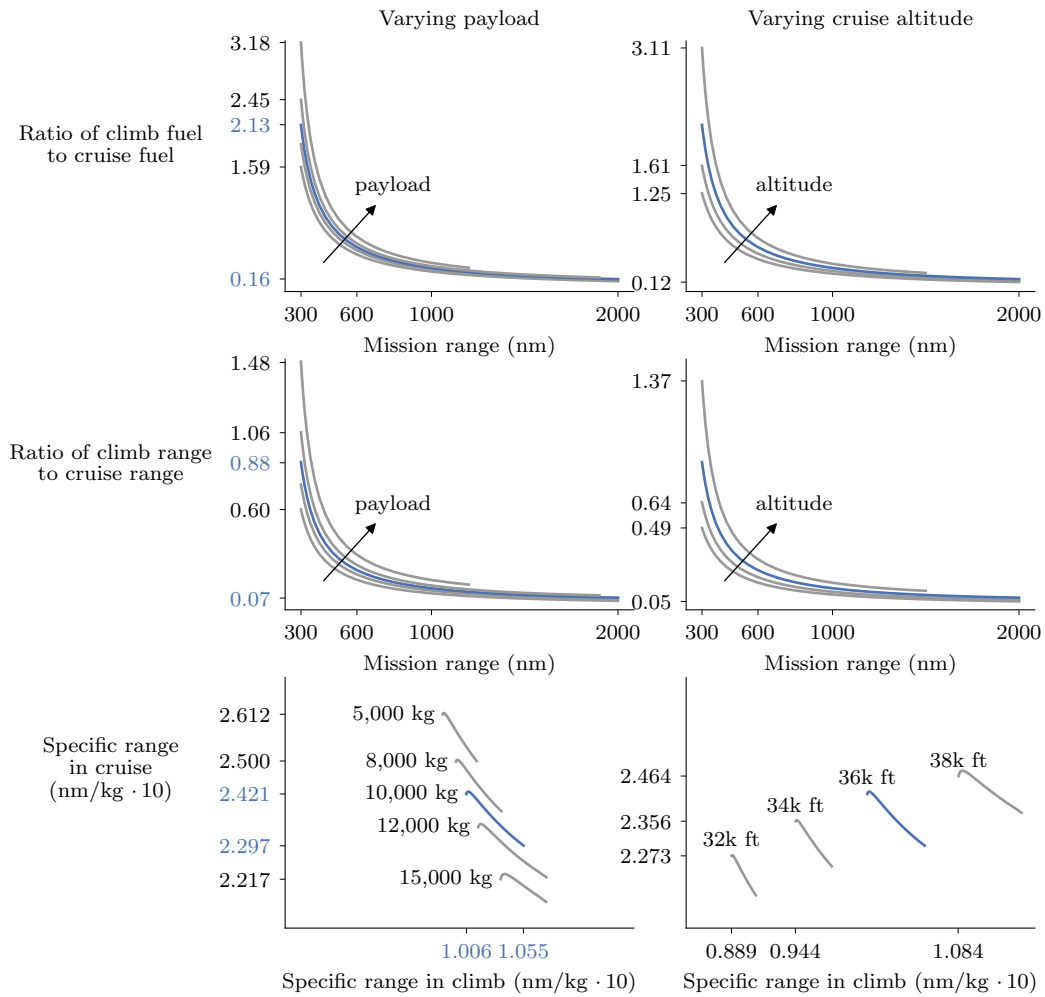 Varying payload
Varying cruise altitude
Ratio of climb fuel
to cruise fuel
3.18
2.45
2.13
1.59
0.16
payload
300 600 1000 2000
Mission range (nm)
3.11
1.61
1.25
0.12
altitude
300 600 1000 2000
Mission range (nm)
Ratio of climb range
to cruise range
1.48
1.06
0.88
0.60
0.07
payload
300 600 1000 2000
Mission range (nm)
1.37
0.64
0.49
0.05
altitude
300 600 1000 2000
Mission range (nm)
Specific range
in cruise
(nm/kg · 10)
2.612
2.500
2.421
2.297
2.217
5,000 kg
8,000 kg
10,000 kg
12,000 kg
15,000 kg
1.006 1.055
Specific range in climb (nm/kg · 10)
2.464
2.356
2.273
38k ft
36k ft
34k ft
32k ft
0.889 0.944 1.084
Specific range in climb (nm/kg · 10)